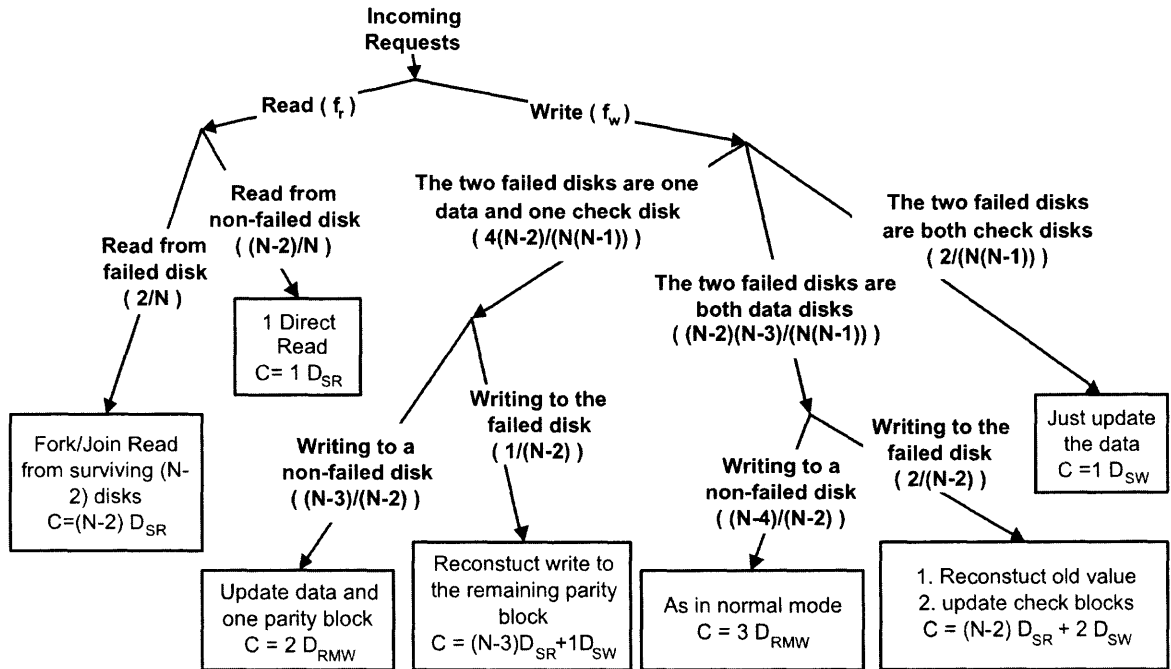 Incoming
Requests
Read ( f_r )
Write ( f_w )
Read from
non-failed disk
( (N-2)/N )
Read from
failed disk
( 2/N )
1 Direct
Read
C= 1 D_SR
Fork/Join Read
from surviving (N-
2) disks
C=(N-2) D_SR
The two failed disks are one
data and one check disk
( 4(N-2)/(N(N-1)) )
The two failed disks are
both data disks
( (N-2)(N-3)/(N(N-1)) )
The two failed disks
are both check disks
( 2/(N(N-1)) )
Writing to a
non-failed disk
( (N-3)/(N-2) )
Writing to the
failed disk
( 1/(N-2) )
Writing to a
non-failed disk
( (N-4)/(N-2) )
Writing to the
failed disk
( 2/(N-2) )
Just update
the data
C =1 D_SW
Update data and
one parity block
C = 2 D_RMW
Reconstuct write to
the remaining parity
block
C = (N-3)D_SR+1D_SW
As in normal mode
C = 3 D_RMW
1. Reconstuct old value
2. update check blocks
C = (N-2) D_SR + 2 D_SW